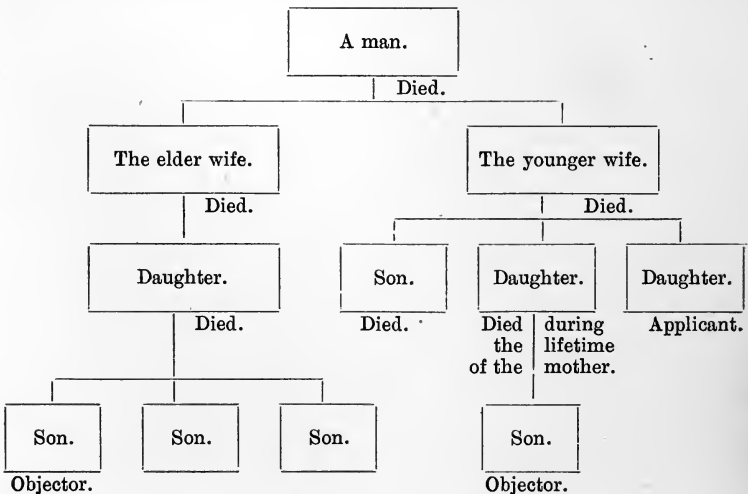 A man.
Died.
The elder wife. The younger wife.
Died. Died.
Daughter. Son. Daughter. Daughter.
Died. Died. Died during Applicant.
the lifetime
of the mother.
Son. Son. Son. Son.
Objector. Objector.